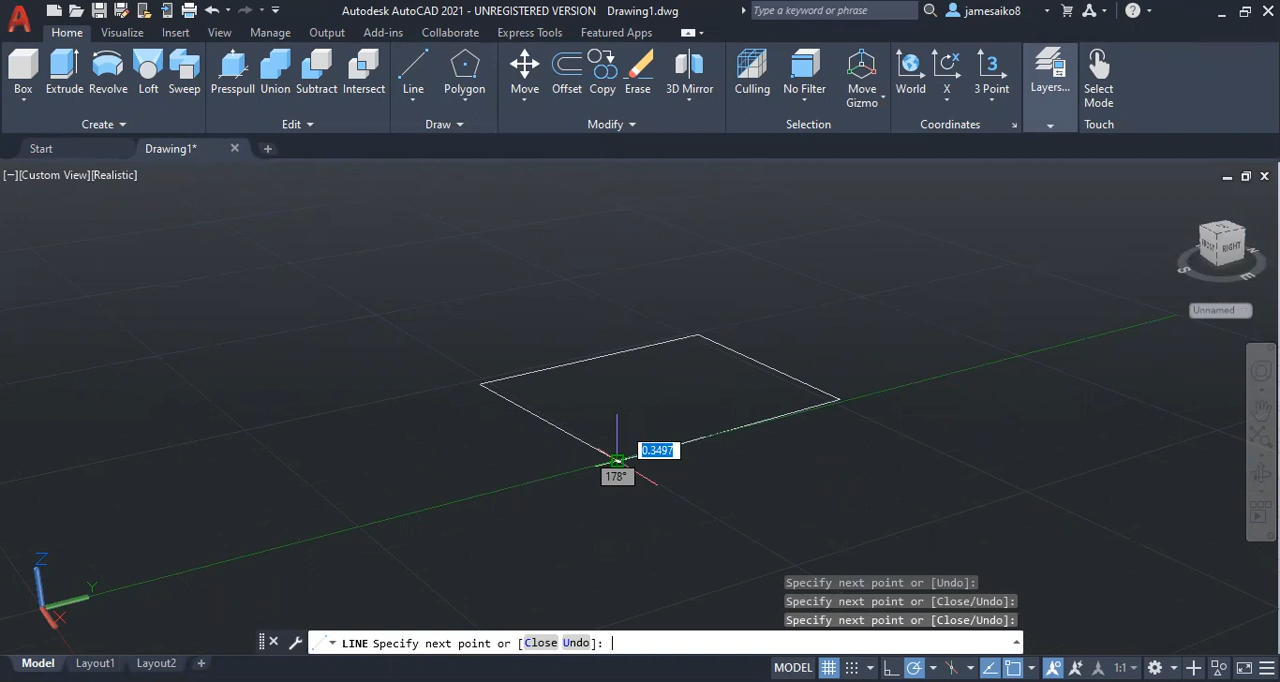 Autodesk AutoCAD 2021 - UNREGISTERED VERSION Drawing1.dwg
Type a keyword or phrase
jamesaiko8
Home Visualize Insert View Manage Output Add-ins Collaborate Express Tools Featured Apps
Box Extrude Revolve Loft Sweep Presspull Union Subtract Intersect Line Polygon Move Offset Copy Erase 3D Mirror Culling No Filter Move Gizmo World X 3 Point Layers... Select Mode
Create Edit Draw Modify Selection Coordinates Touch
Start Drawing1*
[−][Custom View][Realistic]
RIGHT
S E
Unnamed
0.3497
178°
Z
Y
X
Specify next point or [Undo]:
Specify next point or [Close/Undo]:
Specify next point or [Close/Undo]:
LINE Specify next point or [Close Undo]:
Model Layout1 Layout2
MODEL 1:1